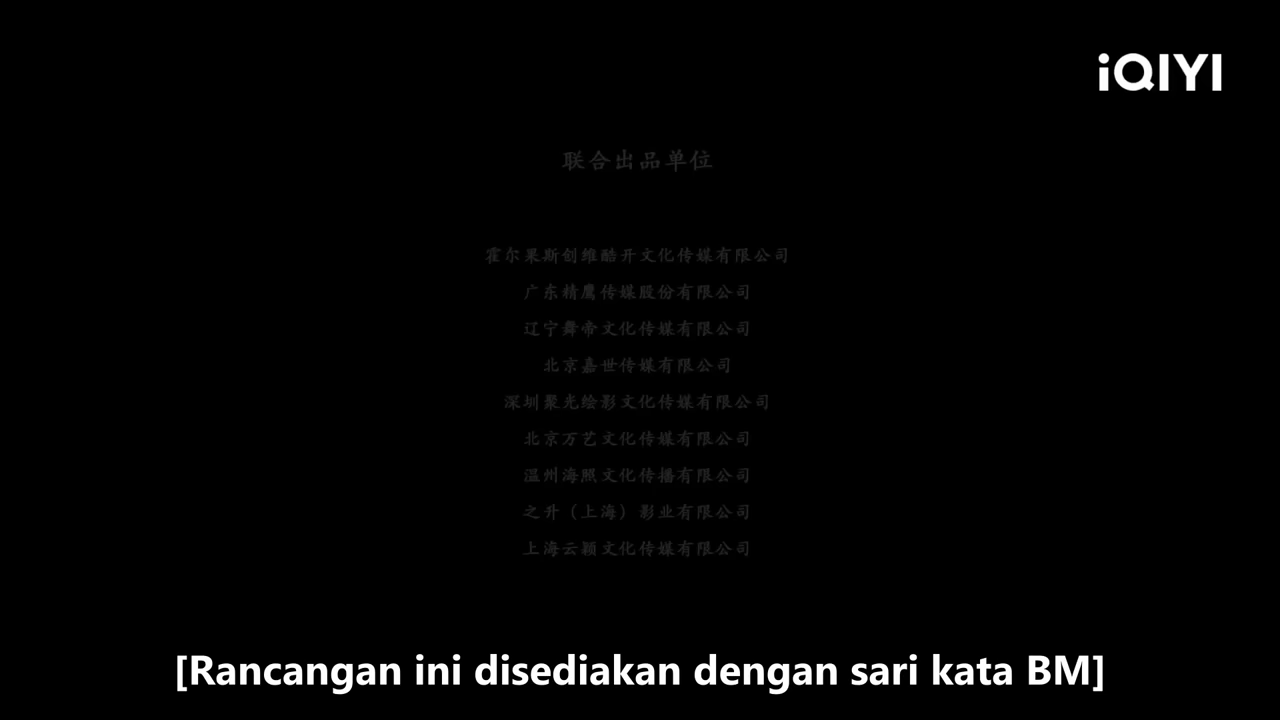 iQIYI
联合出品单位
霍尔果斯创维酷开文化传媒有限公司
广东精鹰传媒股份有限公司
辽宁舞帝文化传媒有限公司
北京嘉世传媒有限公司
深圳聚光绘影文化传媒有限公司
北京万艺文化传媒有限公司
温州海照文化传播有限公司
之升（上海）影业有限公司
上海云颖文化传媒有限公司
[Rancangan ini disediakan dengan sari kata BM]